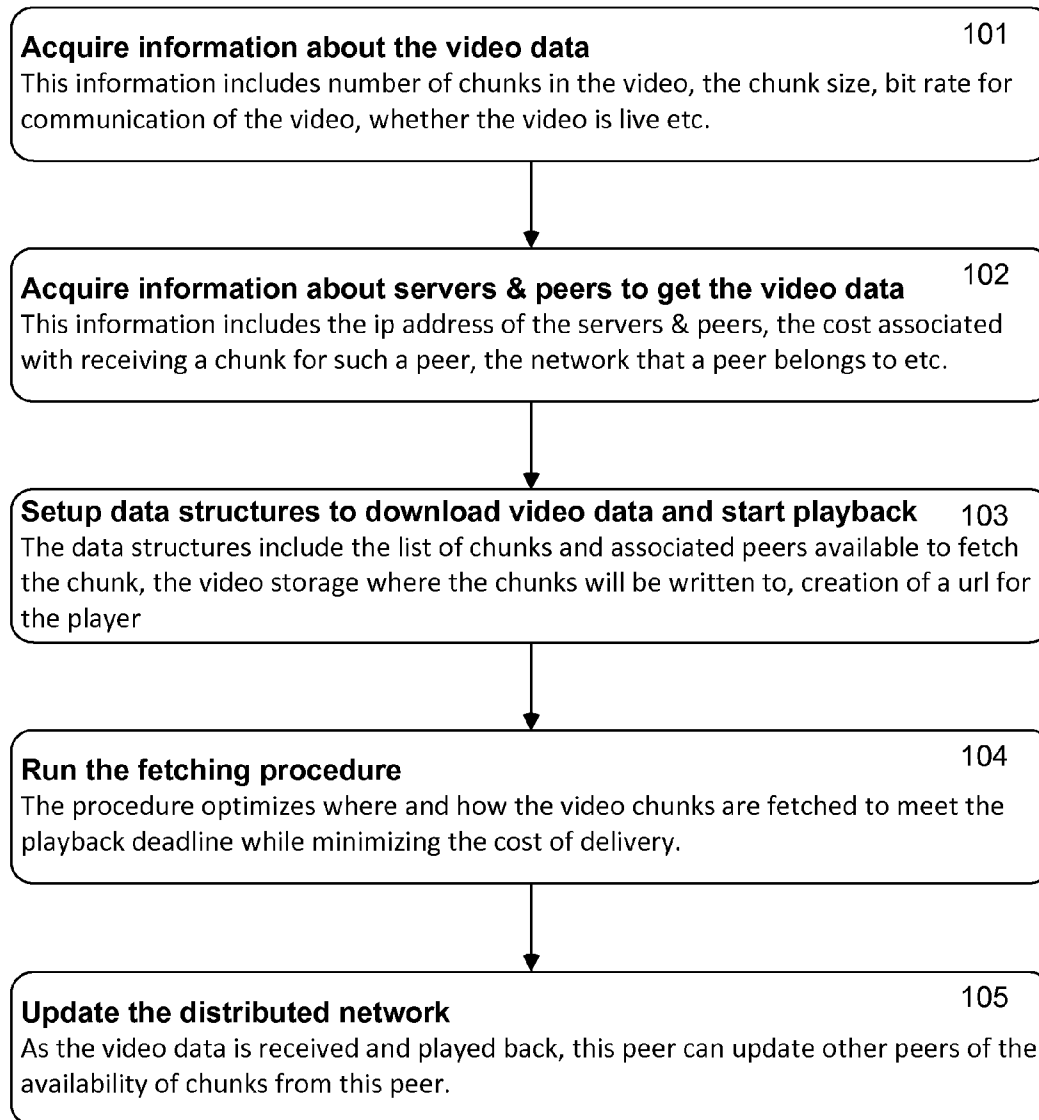 Acquire information about the video data 101
This information includes number of chunks in the video, the chunk size, bit rate for
communication of the video, whether the video is live etc.
Acquire information about servers & peers to get the video data 102
This information includes the ip address of the servers & peers, the cost associated
with receiving a chunk for such a peer, the network that a peer belongs to etc.
Setup data structures to download video data and start playback 103
The data structures include the list of chunks and associated peers available to fetch
the chunk, the video storage where the chunks will be written to, creation of a url for
the player
Run the fetching procedure 104
The procedure optimizes where and how the video chunks are fetched to meet the
playback deadline while minimizing the cost of delivery.
Update the distributed network 105
As the video data is received and played back, this peer can update other peers of the
availability of chunks from this peer.